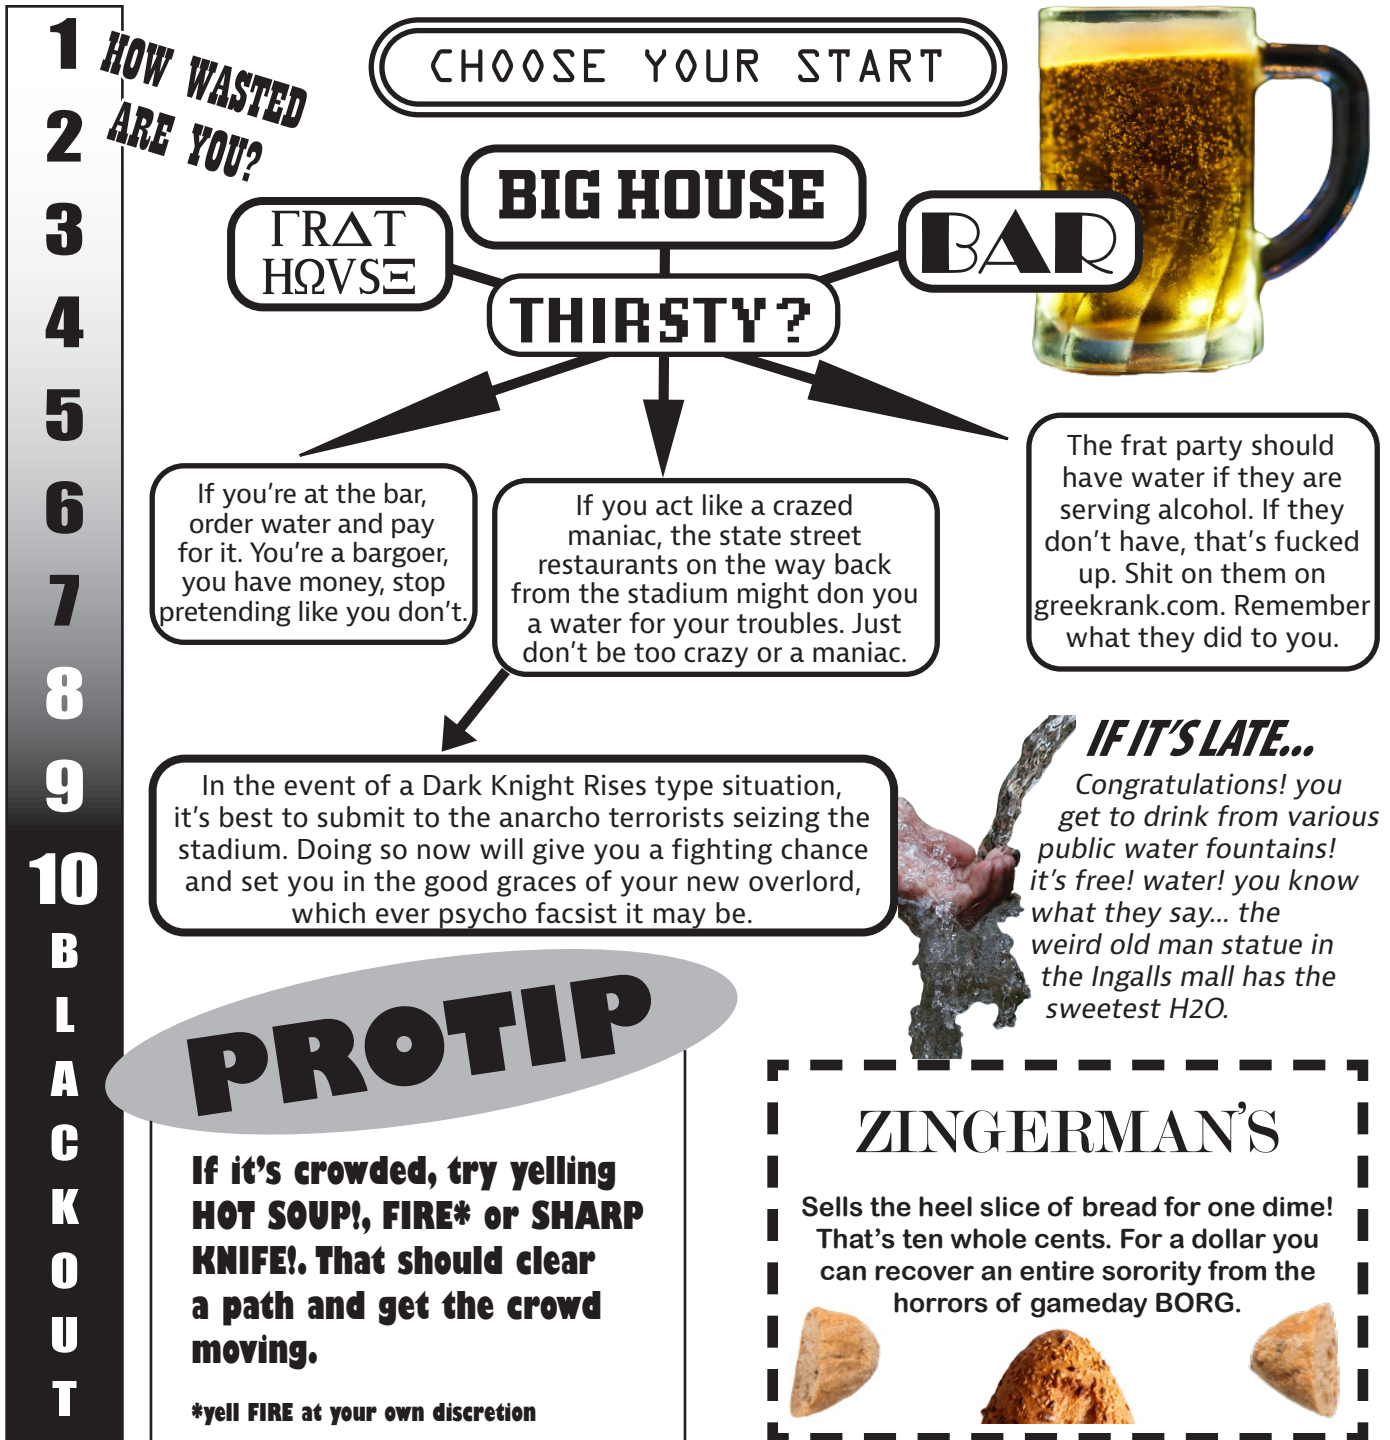 1
2
3
4
5
6
7
8
9
10
B
L
A
C
K
O
U
T
HOW WASTED
ARE YOU?
CHOOSE YOUR START
BIG HOUSE
ΓRΔT
HΩVSΞ
BAR
THIRSTY?
If you're at the bar,
order water and pay
for it. You're a bargoer,
you have money, stop
pretending like you don't.
If you act like a crazed
maniac, the state street
restaurants on the way back
from the stadium might don you
a water for your troubles. Just
don't be too crazy or a maniac.
The frat party should
have water if they are
serving alcohol. If they
don't have, that's fucked
up. Shit on them on
greekrank.com. Remember
what they did to you.
In the event of a Dark Knight Rises type situation,
it's best to submit to the anarcho terrorists seizing the
stadium. Doing so now will give you a fighting chance
and set you in the good graces of your new overlord,
which ever psycho facsist it may be.
IF IT'S LATE...
Congratulations! you
get to drink from various
public water fountains!
it's free! water! you know
what they say... the
weird old man statue in
the Ingalls mall has the
sweetest H2O.
PROTIP
If it's crowded, try yelling
HOT SOUP!, FIRE* or SHARP
KNIFE!. That should clear
a path and get the crowd
moving.
*yell FIRE at your own discretion
ZINGERMAN'S
Sells the heel slice of bread for one dime!
That's ten whole cents. For a dollar you
can recover an entire sorority from the
horrors of gameday BORG.